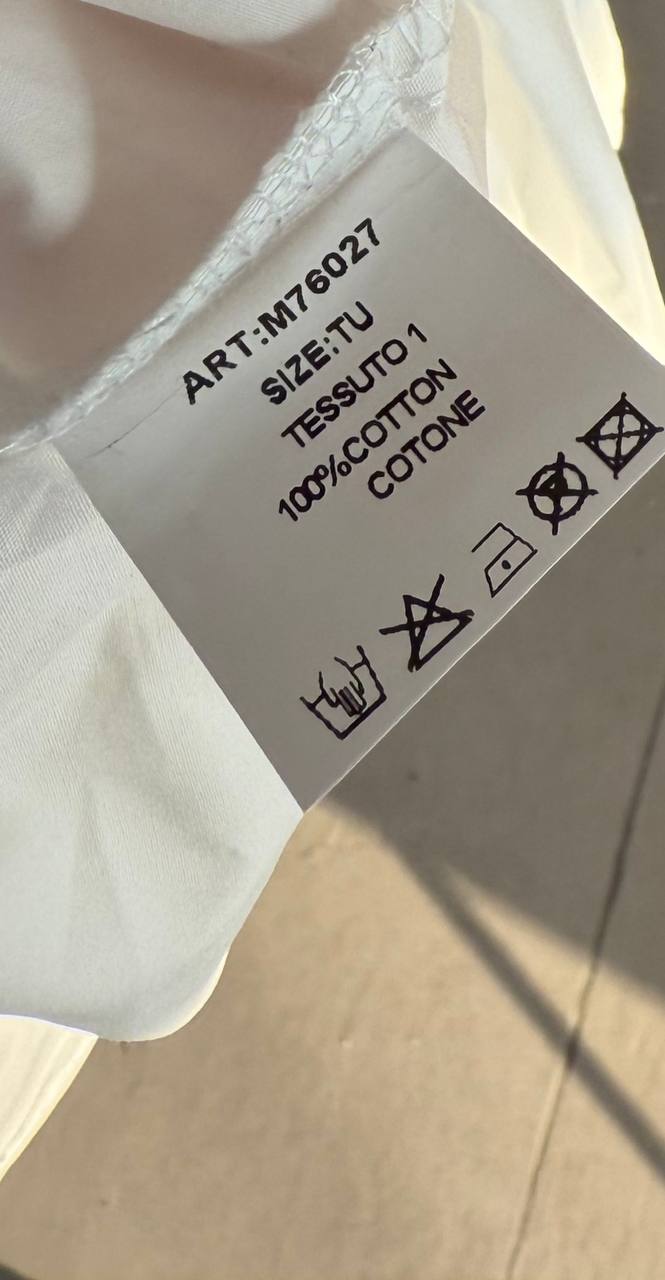 ART:M76027
SIZE:TU
TESSUTO 1
100%COTTON
COTONE